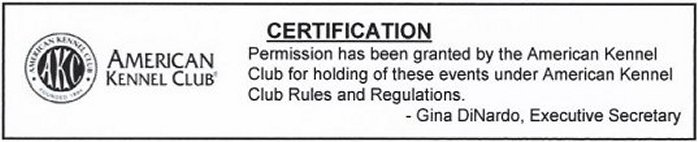 CERTIFICATION
AMERICAN KENNEL CLUB
AKC
FOUNDED 1884
AMERICAN
KENNEL CLUB®
Permission has been granted by the American Kennel
Club for holding of these events under American Kennel
Club Rules and Regulations.
- Gina DiNardo, Executive Secretary